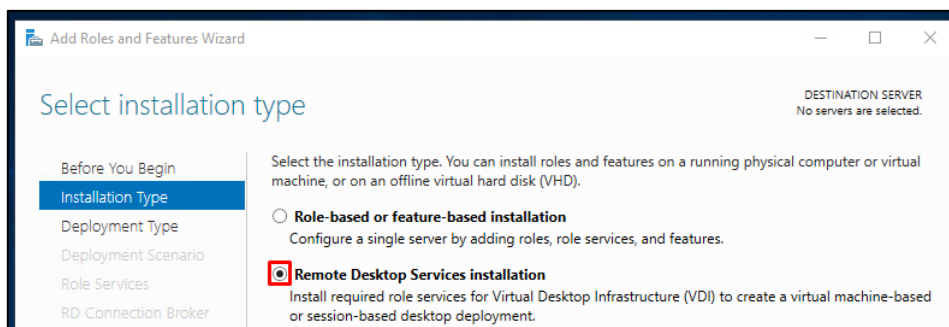 Add Roles and Features Wizard
Select installation type
DESTINATION SERVER
No servers are selected.
Before You Begin
Installation Type
Deployment Type
Deployment Scenario
Role Services
RD Connection Broker
Select the installation type. You can install roles and features on a running physical computer or virtual
machine, or on an offline virtual hard disk (VHD).
Role-based or feature-based installation
Configure a single server by adding roles, role services, and features.
Remote Desktop Services installation
Install required role services for Virtual Desktop Infrastructure (VDI) to create a virtual machine-based
or session-based desktop deployment.